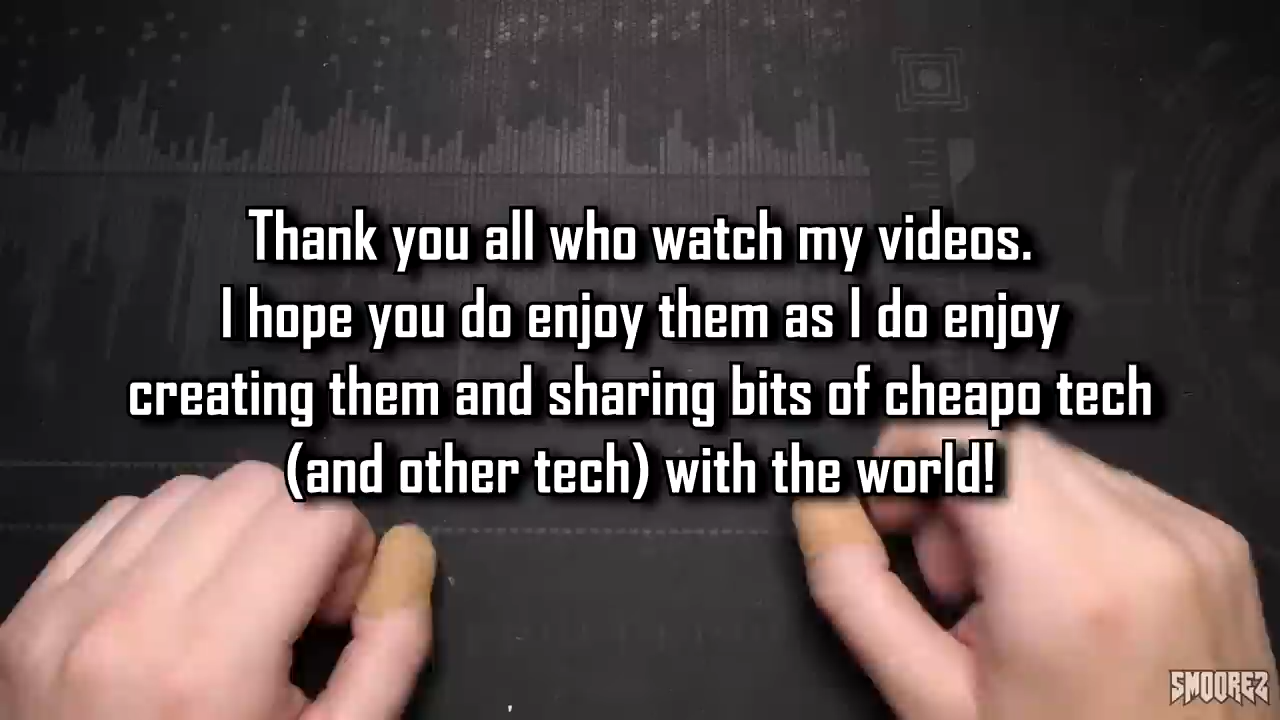 Thank you all who watch my videos.
I hope you do enjoy them as I do enjoy
creating them and sharing bits of cheapo tech
(and other tech) with the world!
SMOOREZ